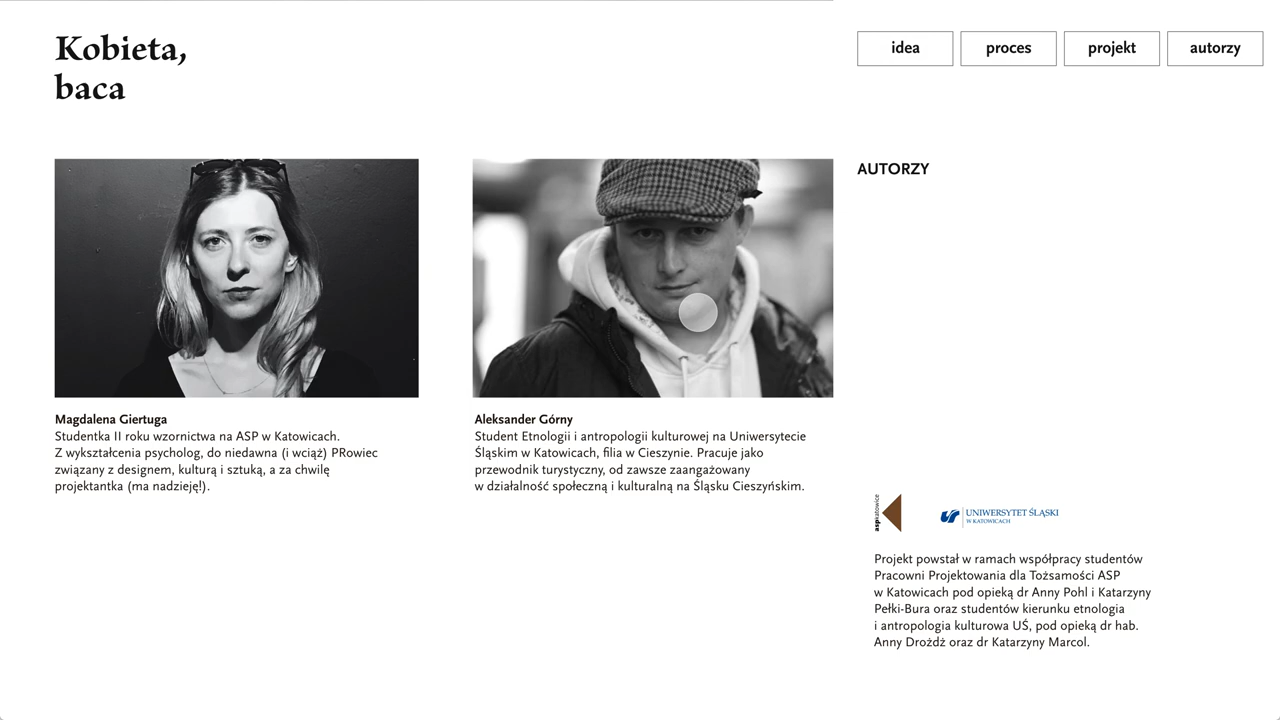 Kobieta,
baca
idea
proces
projekt
autorzy
AUTORZY
Magdalena Giertuga
Studentka II roku wzornictwa na ASP w Katowicach.
Z wykształcenia psycholog, do niedawna (i wciąż) PRowiec
związany z designem, kulturą i sztuką, a za chwilę
projektantka (ma nadzieję!).
Aleksander Górny
Student Etnologii i antropologii kulturowej na Uniwersytecie
Śląskim w Katowicach, filia w Cieszynie. Pracuje jako
przewodnik turystyczny, od zawsze zaangażowany
w działalność społeczną i kulturalną na Śląsku Cieszyńskim.
aspkatowice
UNIWERSYTET ŚLĄSKI
W KATOWICACH
Projekt powstał w ramach współpracy studentów
Pracowni Projektowania dla Tożsamości ASP
w Katowicach pod opieką dr Anny Pohl i Katarzyny
Pełki-Bura oraz studentów kierunku etnologia
i antropologia kulturowa UŚ, pod opieką dr hab.
Anny Drożdż oraz dr Katarzyny Marcol.